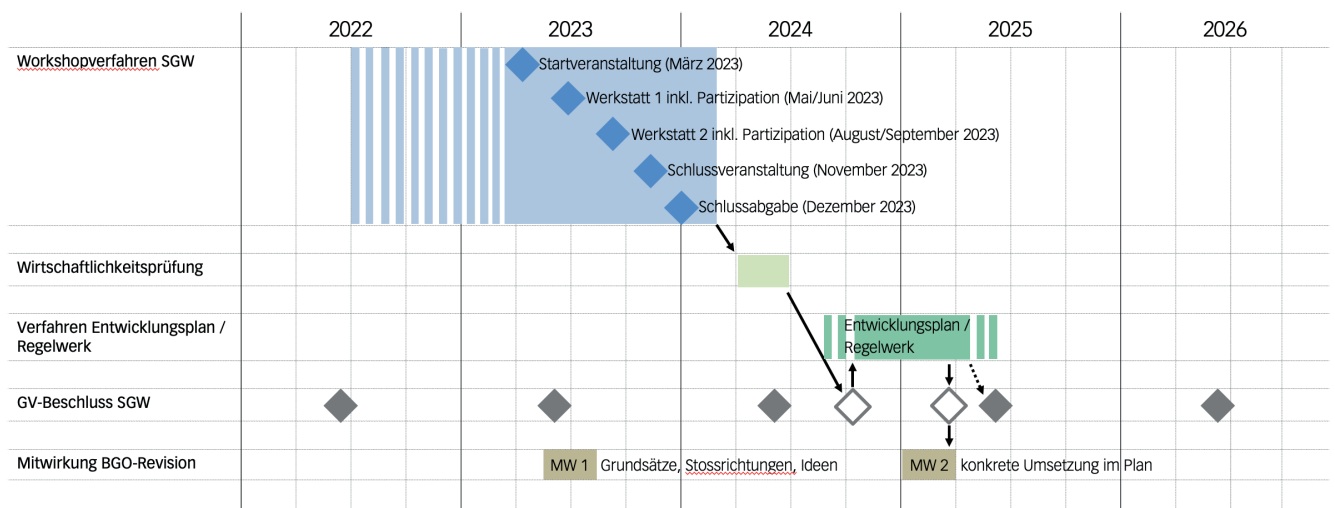 2022 2023 2024 2025 2026
Workshopverfahren SGW
Startveranstaltung (März 2023)
Werkstatt 1 inkl. Partizipation (Mai/Juni 2023)
Werkstatt 2 inkl. Partizipation (August/September 2023)
Schlussveranstaltung (November 2023)
Schlussabgabe (Dezember 2023)
Wirtschaftlichkeitsprüfung
Verfahren Entwicklungsplan /
Regelwerk
Entwicklungsplan /
Regelwerk
GV-Beschluss SGW
Mitwirkung BGO-Revision
MW 1 Grundsätze, Stossrichtungen, Ideen
MW 2 konkrete Umsetzung im Plan